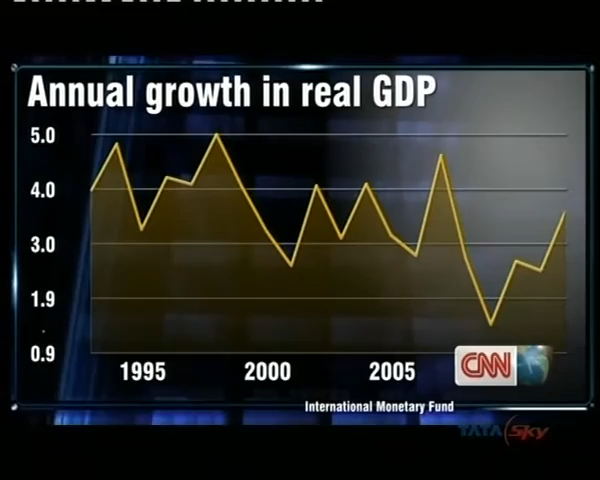 Annual growth in real GDP
5.0
4.0
3.0
1.9
0.9
1995 2000 2005
CNN
International Monetary Fund
TATA Sky